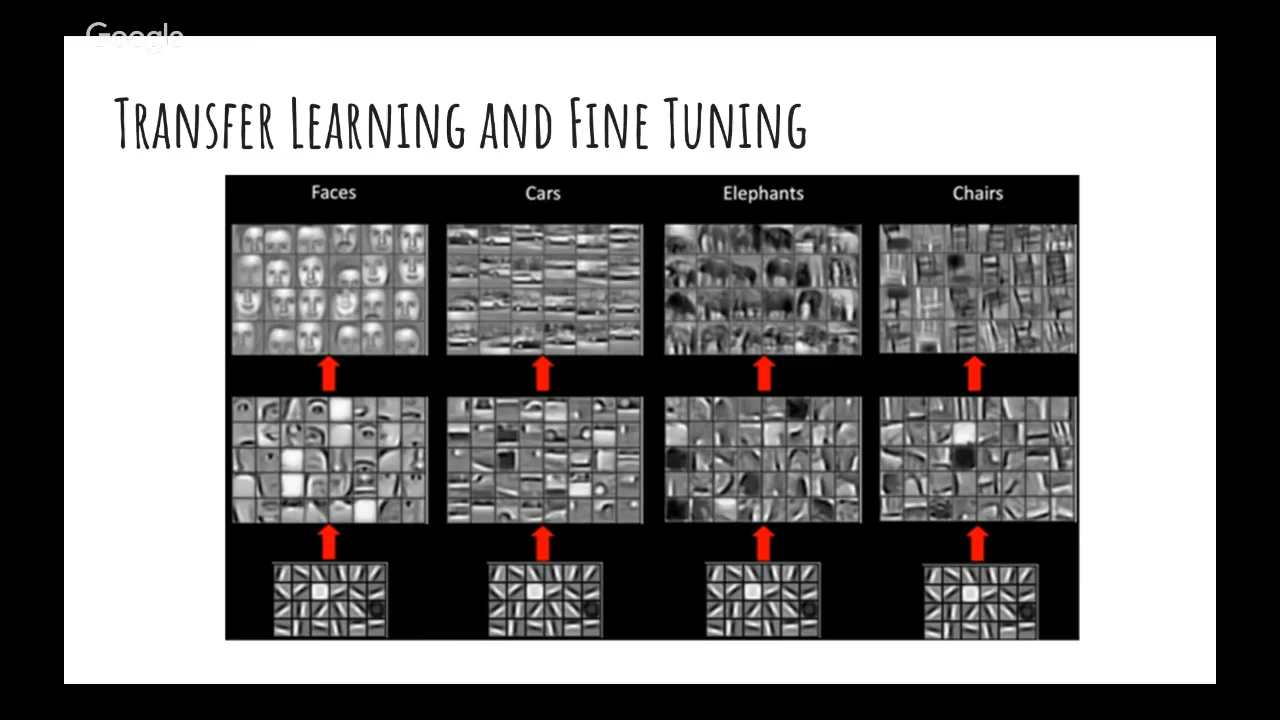 Google
Transfer Learning and Fine Tuning
Faces
Cars
Elephants
Chairs